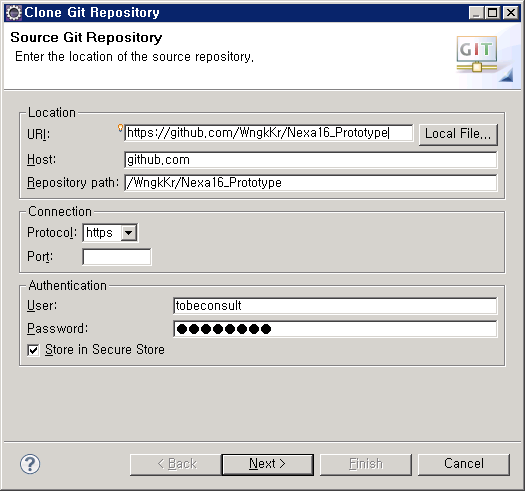 Clone Git Repository
Source Git Repository
Enter the location of the source repository.
GIT
Location
URI: https://github.com/WngkKr/Nexa16_Prototype Local File...
Host: github.com
Repository path: /WngkKr/Nexa16_Prototype
Connection
Protocol: https
Port:
Authentication
User: tobeconsult
Password: ●●●●●●●●
Store in Secure Store
? < Back Next > Finish Cancel